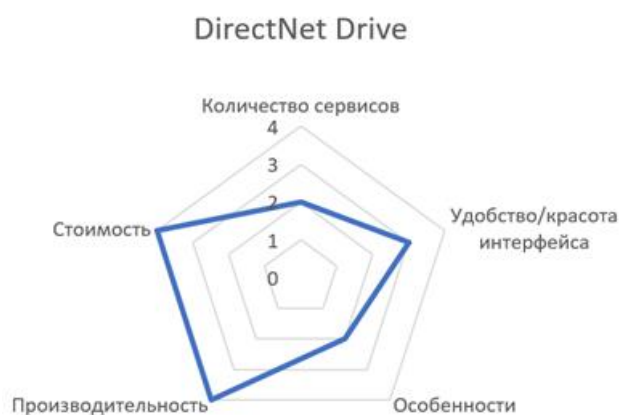 DirectNet Drive
Количество сервисов
4
3
2
1
0
Удобство/красота
интерфейса
Стоимость
Производительность
Особенности